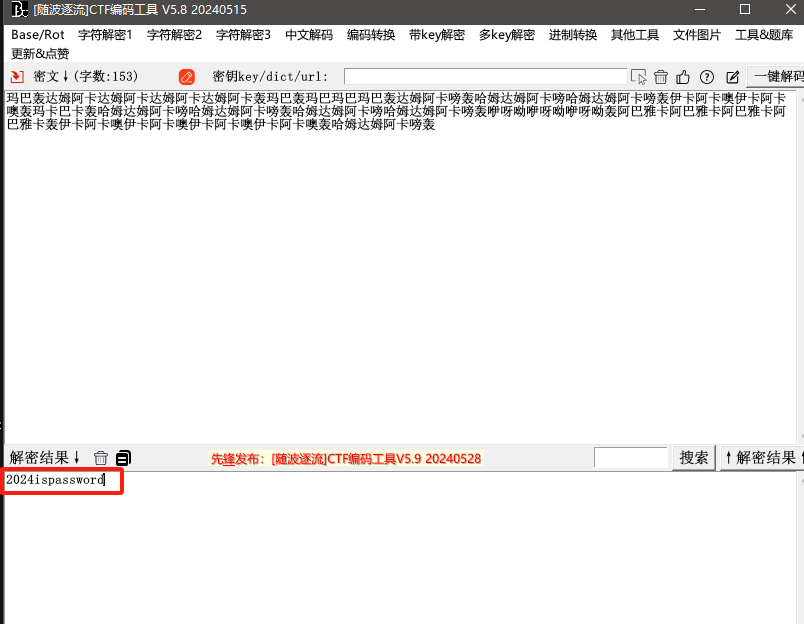 [随波逐流]CTF编码工具 V5.8 20240515
Base/Rot 字符解密1 字符解密2 字符解密3 中文解码 编码转换 带key解密 多key解密 进制转换 其他工具 文件图片 工具&题库
更新&点赞
密文↓(字数:153) 密钥key/dict/url: 一键解码
玛巴轰达姆阿卡达姆阿卡达姆阿卡达姆阿卡轰玛巴轰玛巴玛巴玛巴轰达姆阿卡嗙轰哈姆达姆阿卡嗙哈姆达姆阿卡嗙轰伊卡阿卡噢伊卡阿卡
噢轰玛卡巴卡轰哈姆达姆阿卡嗙哈姆达姆阿卡嗙轰哈姆达姆阿卡嗙哈姆达姆阿卡嗙轰咿呀呦咿呀呦咿呀呦轰阿巴雅卡阿巴雅卡阿巴雅卡阿
巴雅卡轰伊卡阿卡噢伊卡阿卡噢伊卡阿卡噢轰哈姆达姆阿卡嗙轰
解密结果↓ 先锋发布：[随波逐流]CTF编码工具V5.9 20240528 搜索 ↑解密结果
2024ispassword